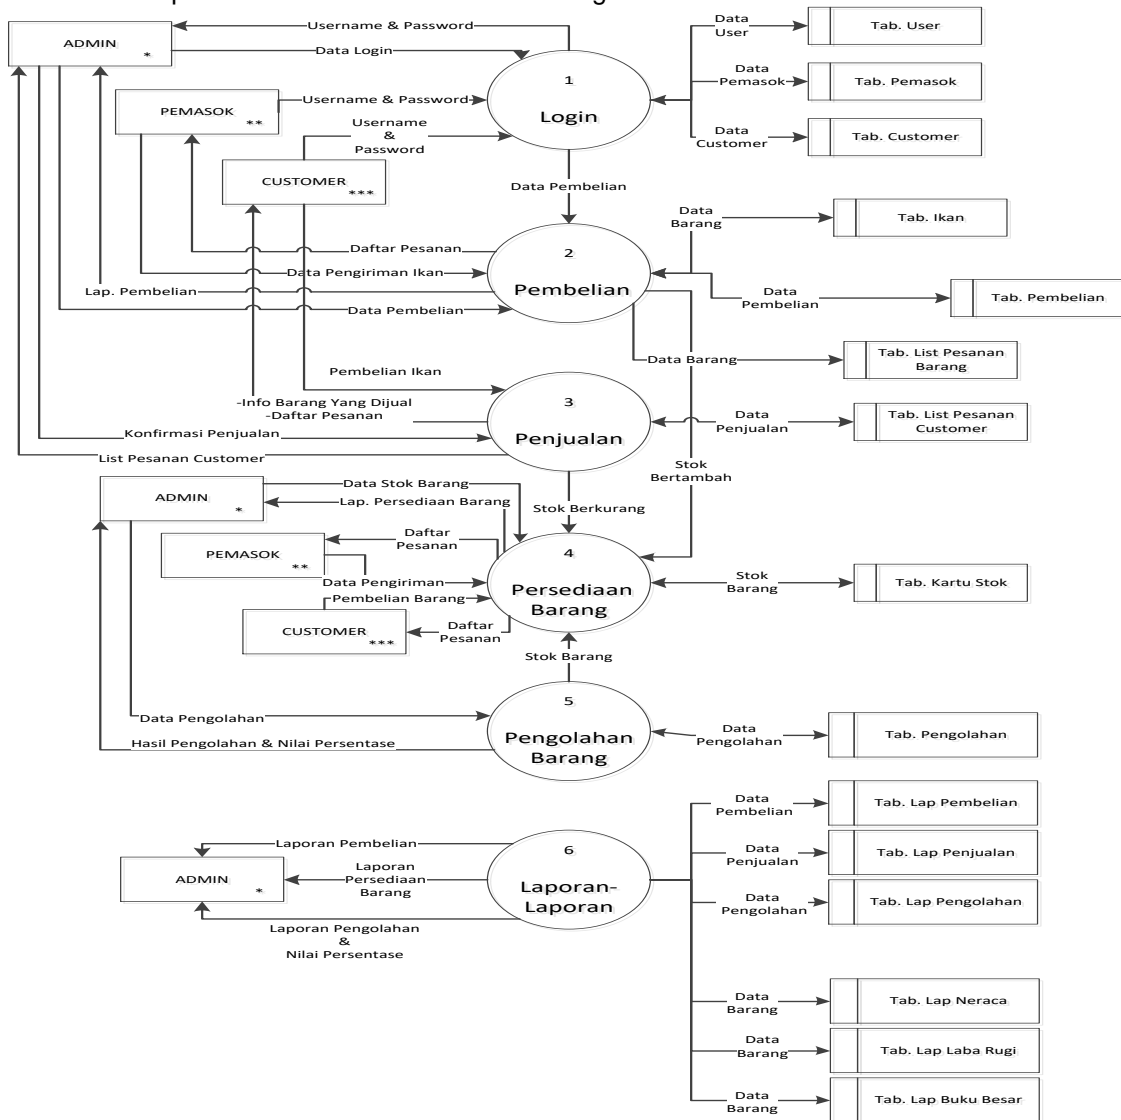 Username & Password
Data
User
Tab. User
ADMIN
*
Data Login
1
Login
Data
Pemasok
Tab. Pemasok
PEMASOK
**
Username & Password
Username
&
Password
Data
Customer
Tab. Customer
CUSTOMER
***
Data Pembelian
Data
Barang
Tab. Ikan
2
Pembelian
Daftar Pesanan
Data Pengiriman Ikan
Lap. Pembelian
Data Pembelian
Data
Pembelian
Tab. Pembelian
Data Barang
Tab. List Pesanan
Barang
Pembelian Ikan
3
Penjualan
-Info Barang Yang Dijual
-Daftar Pesanan
Data
Penjualan
Tab. List Pesanan
Customer
Konfirmasi Penjualan
List Pesanan Customer
Stok
Bertambah
ADMIN
*
Data Stok Barang
Lap. Persediaan Barang
Stok Berkurang
PEMASOK
**
Daftar
Pesanan
4
Persediaan
Barang
Data Pengiriman
Pembelian Barang
Stok
Barang
Tab. Kartu Stok
CUSTOMER
***
Daftar
Pesanan
Stok Barang
5
Pengolahan
Barang
Data Pengolahan
Hasil Pengolahan & Nilai Persentase
Data
Pengolahan
Tab. Pengolahan
Data
Pembelian
Tab. Lap Pembelian
Laporan Pembelian
6
Laporan-
Laporan
Data
Penjualan
Tab. Lap Penjualan
ADMIN
*
Laporan
Persediaan
Barang
Data
Pengolahan
Tab. Lap Pengolahan
Laporan Pengolahan
&
Nilai Persentase
Data
Barang
Tab. Lap Neraca
Data
Barang
Tab. Lap Laba Rugi
Data
Barang
Tab. Lap Buku Besar